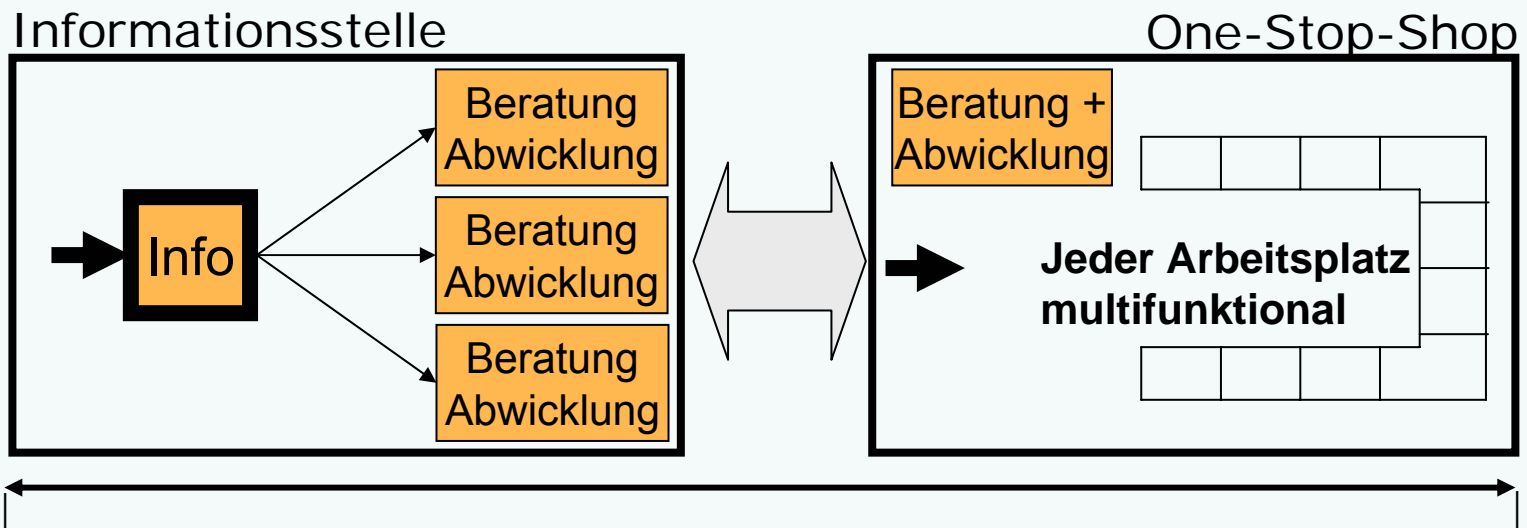 Informationsstelle
One-Stop-Shop
Info
Beratung
Abwicklung
Beratung
Abwicklung
Beratung
Abwicklung
Beratung +
Abwicklung
Jeder Arbeitsplatz
multifunktional